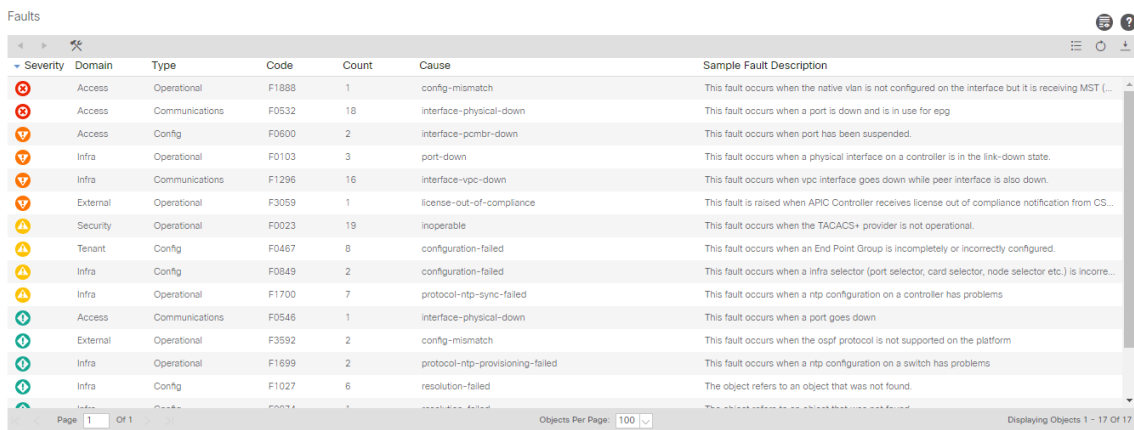 Faults
Severity Domain Type Code Count Cause Sample Fault Description
Access Operational F1888 1 config-mismatch This fault occurs when the native vlan is not configured on the interface but it is receiving MST (...
Access Communications F0532 18 interface-physical-down This fault occurs when a port is down and is in use for epg
Access Config F0600 2 interface-pcmbr-down This fault occurs when port has been suspended.
Infra Operational F0103 3 port-down This fault occurs when a physical interface on a controller is in the link-down state.
Infra Communications F1296 16 interface-vpc-down This fault occurs when vpc interface goes down while peer interface is also down.
External Operational F3059 1 license-out-of-compliance This fault is raised when APIC Controller receives license out of compliance notification from CS...
Security Operational F0023 19 inoperable This fault occurs when the TACACS+ provider is not operational.
Tenant Config F0467 8 configuration-failed This fault occurs when an End Point Group is incompletely or incorrectly configured.
Infra Config F0849 2 configuration-failed This fault occurs when a infra selector (port selector, card selector, node selector etc.) is incorre...
Infra Operational F1700 7 protocol-ntp-sync-failed This fault occurs when a ntp configuration on a controller has problems
Access Communications F0546 1 interface-physical-down This fault occurs when a port goes down
External Operational F3592 2 config-mismatch This fault occurs when the ospf protocol is not supported on the platform
Infra Operational F1699 2 protocol-ntp-provisioning-failed This fault occurs when a ntp configuration on a switch has problems
Infra Config F1027 6 resolution-failed The object refers to an object that was not found.
Page 1 Of 1 Objects Per Page: 100 Displaying Objects 1 - 17 Of 17